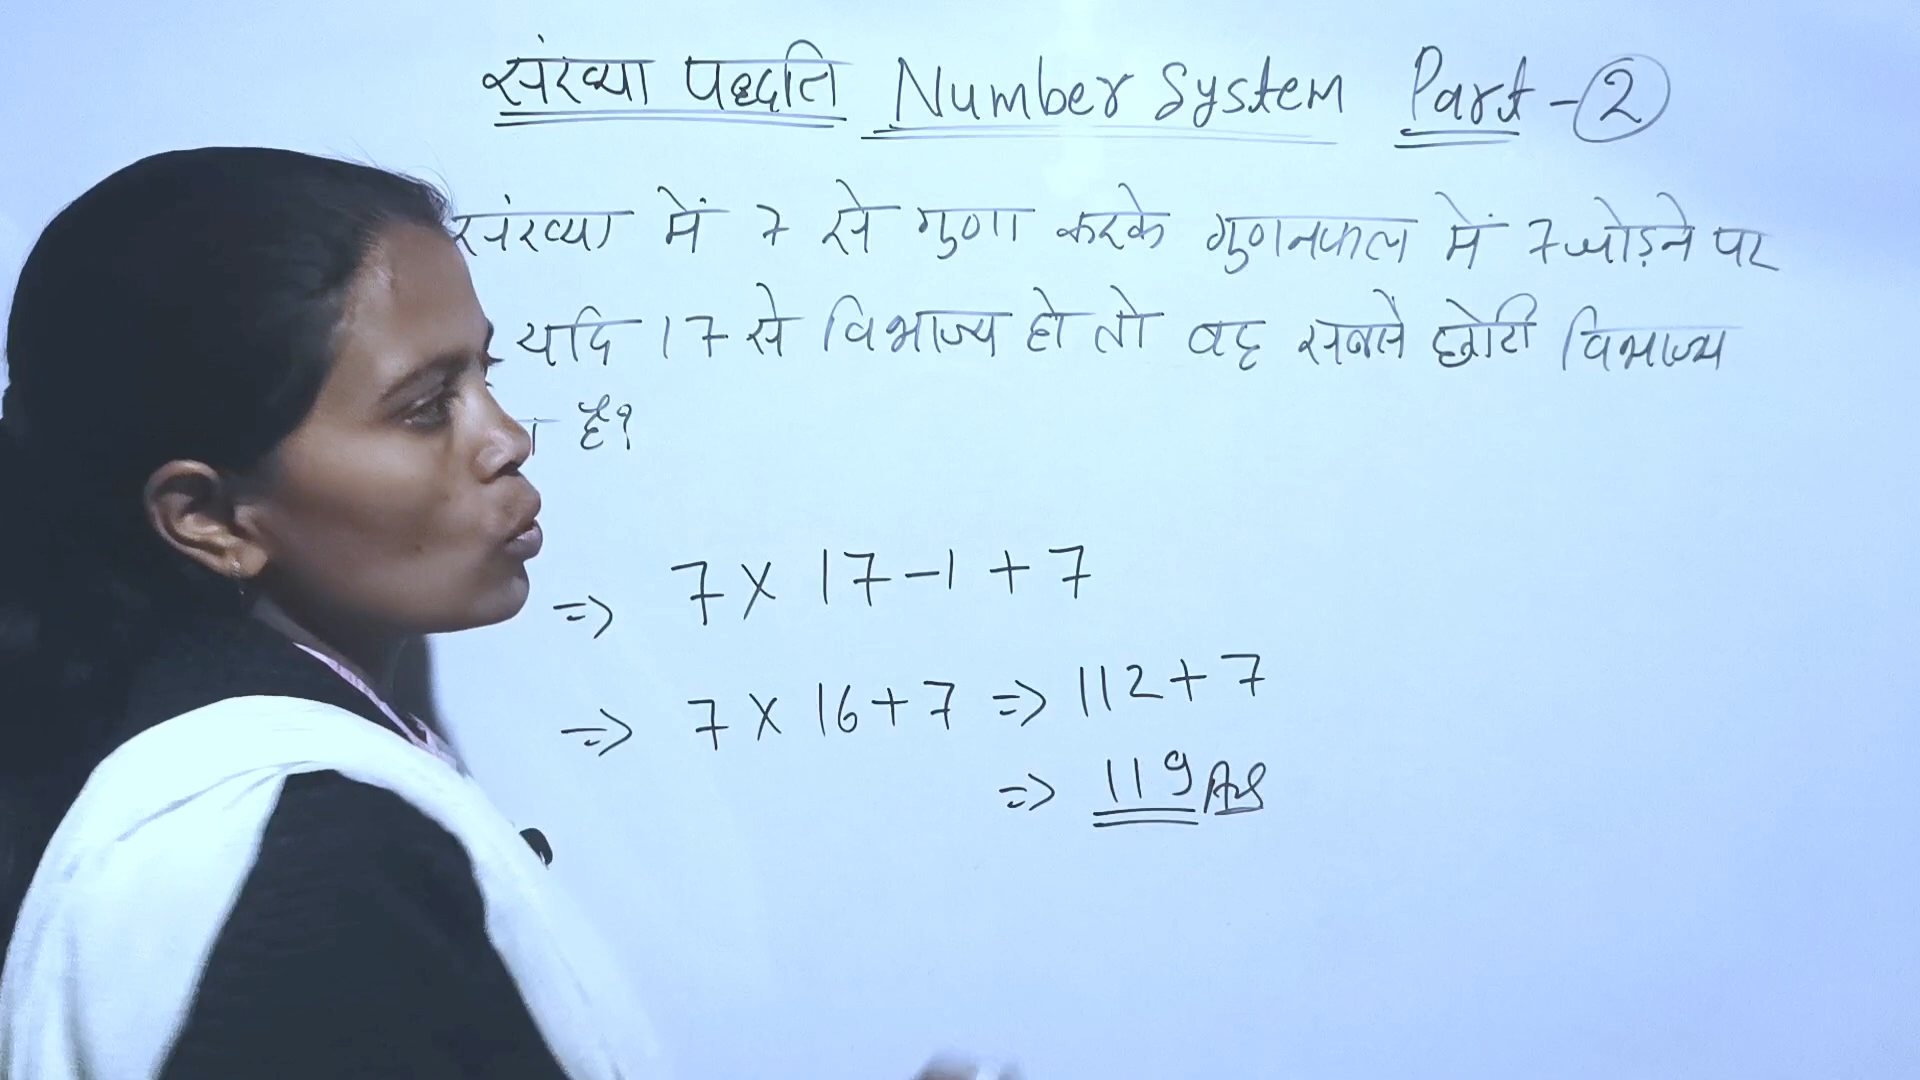 संख्या पद्धति Number System Part-2
संख्या में 7 से गुणा करके गुणनफल में 7 जोड़ने पर
यदि 17 से विभाज्य हो तो वह सबसे छोटी विभाज्य
है?
=> 7 x 17-1+7
=> 7 x 16+7 => 112+7
=> 119 Ans